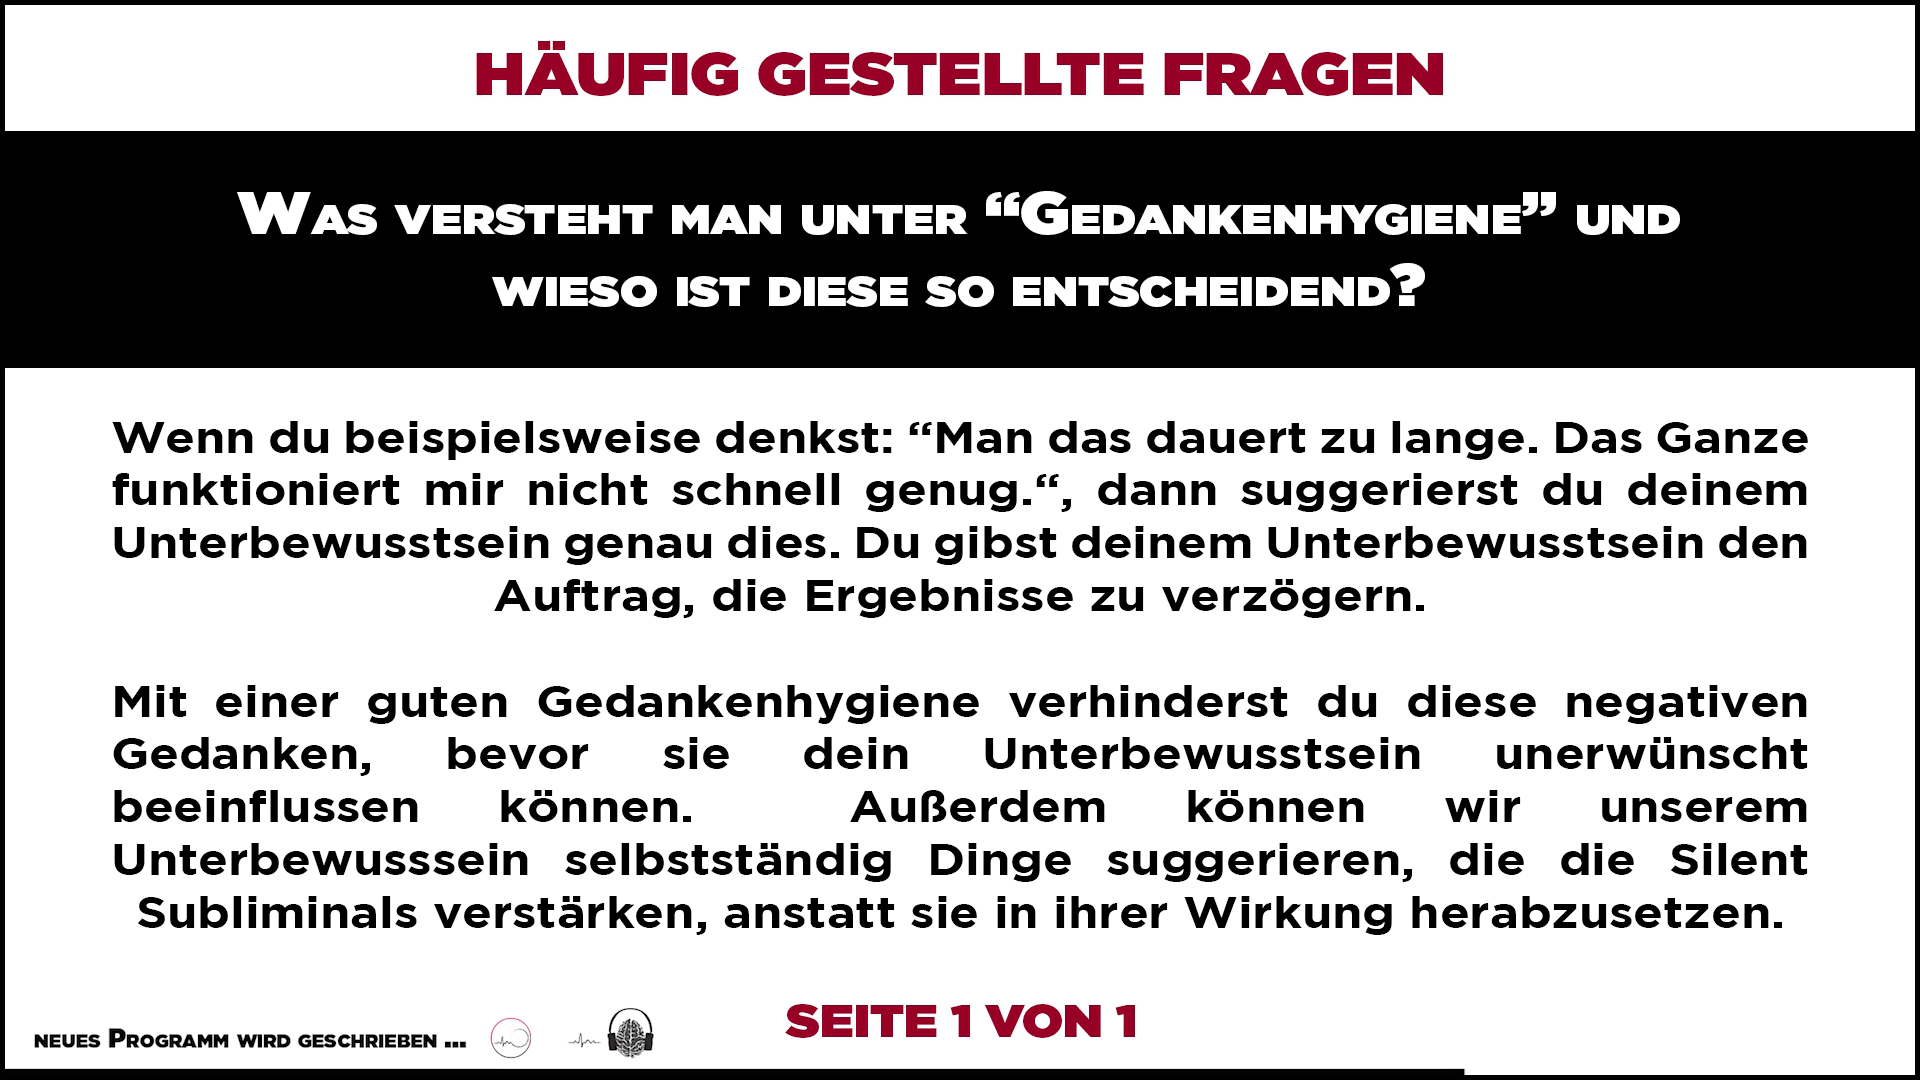 HÄUFIG GESTELLTE FRAGEN
Was versteht man unter “Gedankenhygiene” und
wieso ist diese so entscheidend?
Wenn du beispielsweise denkst: “Man das dauert zu lange. Das Ganze
funktioniert mir nicht schnell genug.“, dann suggerierst du deinem
Unterbewusstsein genau dies. Du gibst deinem Unterbewusstsein den
Auftrag, die Ergebnisse zu verzögern.
Mit einer guten Gedankenhygiene verhinderst du diese negativen
Gedanken, bevor sie dein Unterbewusstsein unerwünscht
beeinflussen können. Außerdem können wir unserem
Unterbewusssein selbstständig Dinge suggerieren, die die Silent
Subliminals verstärken, anstatt sie in ihrer Wirkung herabzusetzen.
SEITE 1 VON 1
neues Programm wird geschrieben ...